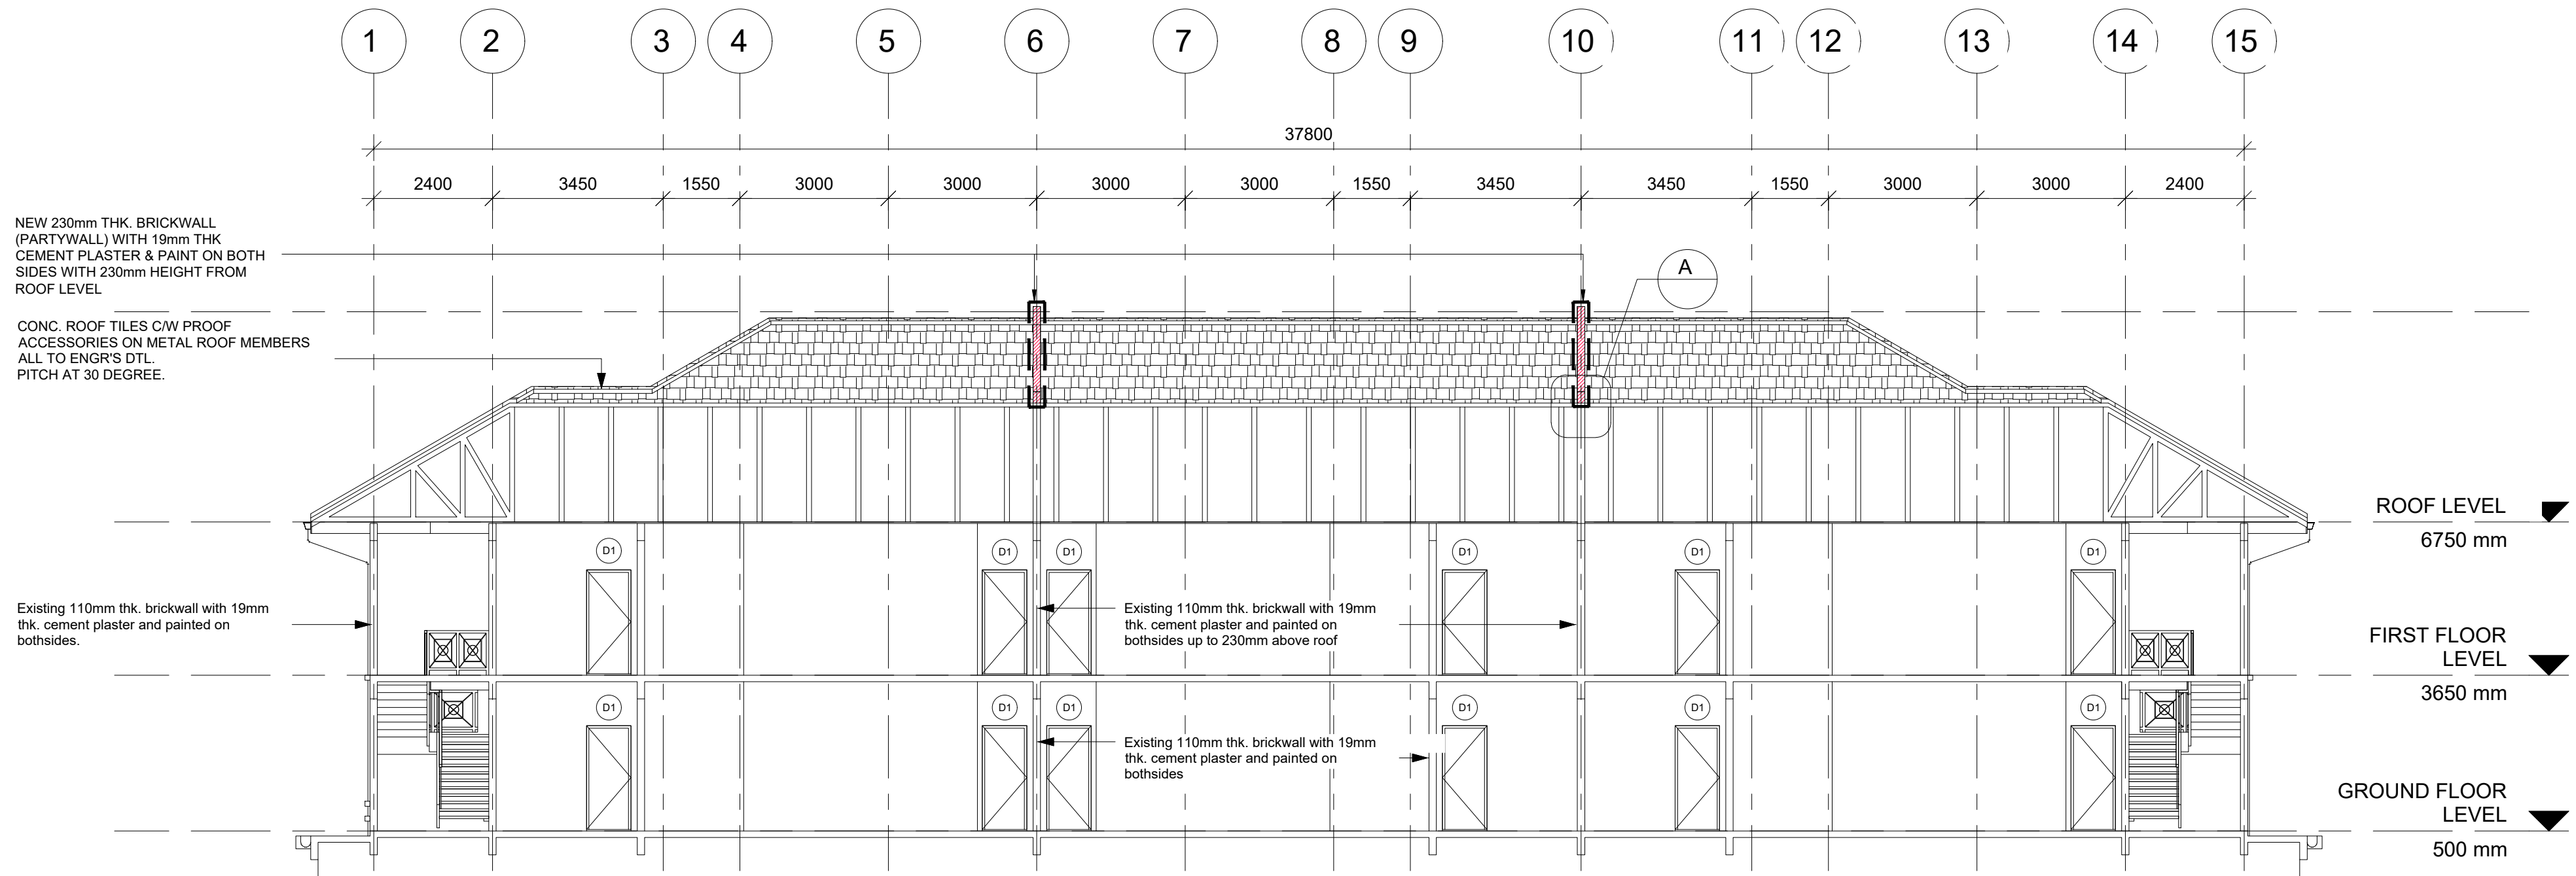 1 2 3 4 5 6 7 8 9 10 11 12 13 14 15
37800
2400 3450 1550 3000 3000 3000 3000 1550 3450 3450 1550 3000 3000 2400
NEW 230mm THK. BRICKWALL
(PARTYWALL) WITH 19mm THK
CEMENT PLASTER & PAINT ON BOTH
SIDES WITH 230mm HEIGHT FROM
ROOF LEVEL
A
CONC. ROOF TILES C/W PROOF
ACCESSORIES ON METAL ROOF MEMBERS
ALL TO ENGR'S DTL.
PITCH AT 30 DEGREE.
ROOF LEVEL
6750 mm
D1 D1 D1 D1 D1 D1
Existing 110mm thk. brickwall with 19mm
thk. cement plaster and painted on
bothsides.
Existing 110mm thk. brickwall with 19mm
thk. cement plaster and painted on
bothsides up to 230mm above roof
FIRST FLOOR
LEVEL
3650 mm
D1 D1 D1 D1 D1 D1
Existing 110mm thk. brickwall with 19mm
thk. cement plaster and painted on
bothsides
GROUND FLOOR
LEVEL
500 mm